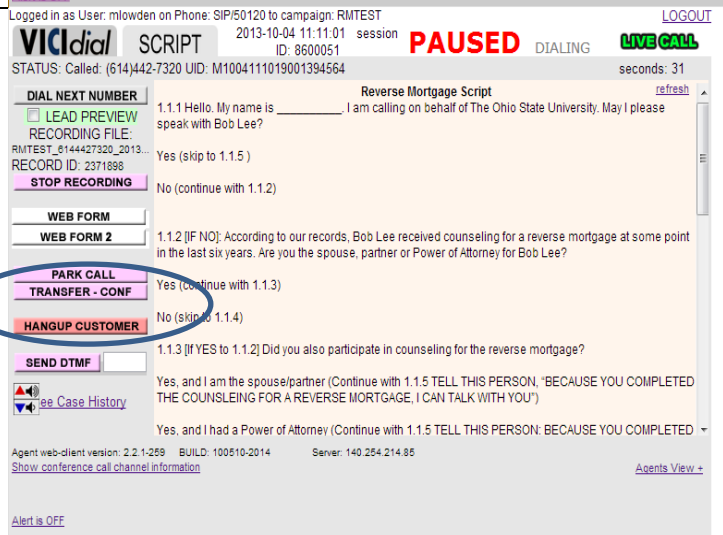 Logged in as User: mlowden on Phone: SIP/50120 to campaign: RMTEST LOGOUT
VICIdial SCRIPT 2013-10-04 11:11:01 session ID: 8600051 PAUSED DIALING LIVE CALL
STATUS: Called: (614)442-7320 UID: M1004111019001394564 seconds: 31
DIAL NEXT NUMBER
LEAD PREVIEW
RECORDING FILE:
RMTEST_6144427320_2013...
RECORD ID: 2371898
STOP RECORDING
WEB FORM
WEB FORM 2
PARK CALL
TRANSFER - CONF
HANGUP CUSTOMER
SEND DTMF
ee Case History
Reverse Mortgage Script refresh
1.1.1 Hello. My name is ____________. I am calling on behalf of The Ohio State University. May I please
speak with Bob Lee?
Yes (skip to 1.1.5 )
No (continue with 1.1.2)
1.1.2 [IF NO]: According to our records, Bob Lee received counseling for a reverse mortgage at some point
in the last six years. Are you the spouse, partner or Power of Attorney for Bob Lee?
Yes (continue with 1.1.3)
No (skip to 1.1.4)
1.1.3 [If YES to 1.1.2] Did you also participate in counseling for the reverse mortgage?
Yes, and I am the spouse/partner (Continue with 1.1.5 TELL THIS PERSON, "BECAUSE YOU COMPLETED
THE COUNSLEING FOR A REVERSE MORTGAGE, I CAN TALK WITH YOU")
Yes, and I had a Power of Attorney (Continue with 1.1.5 TELL THIS PERSON: BECAUSE YOU COMPLETED
Agent web-client version: 2.2.1-259 BUILD: 100510-2014 Server: 140.254.214.85
Show conference call channel information Agents View +
Alert is OFF